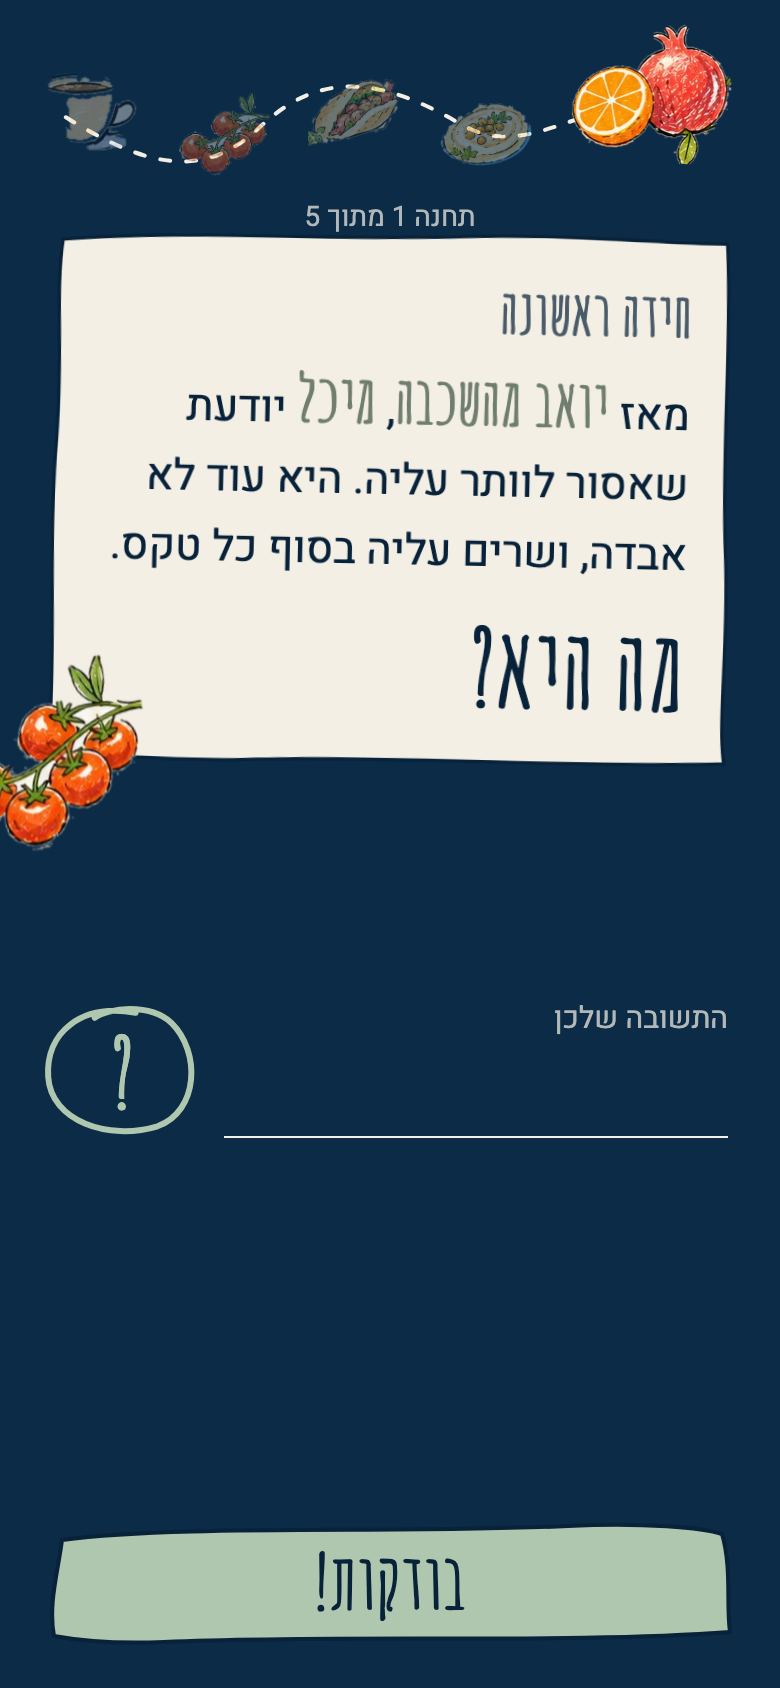 תחנה 1 מתוך 5
חידה ראשונה
מאז יואב מהשכבה, מיכל יודעת
שאסור לוותר עליה. היא עוד לא
אבדה, ושרים עליה בסוף כל טקס.
מה היא?
התשובה שלכן
?
בודקות!